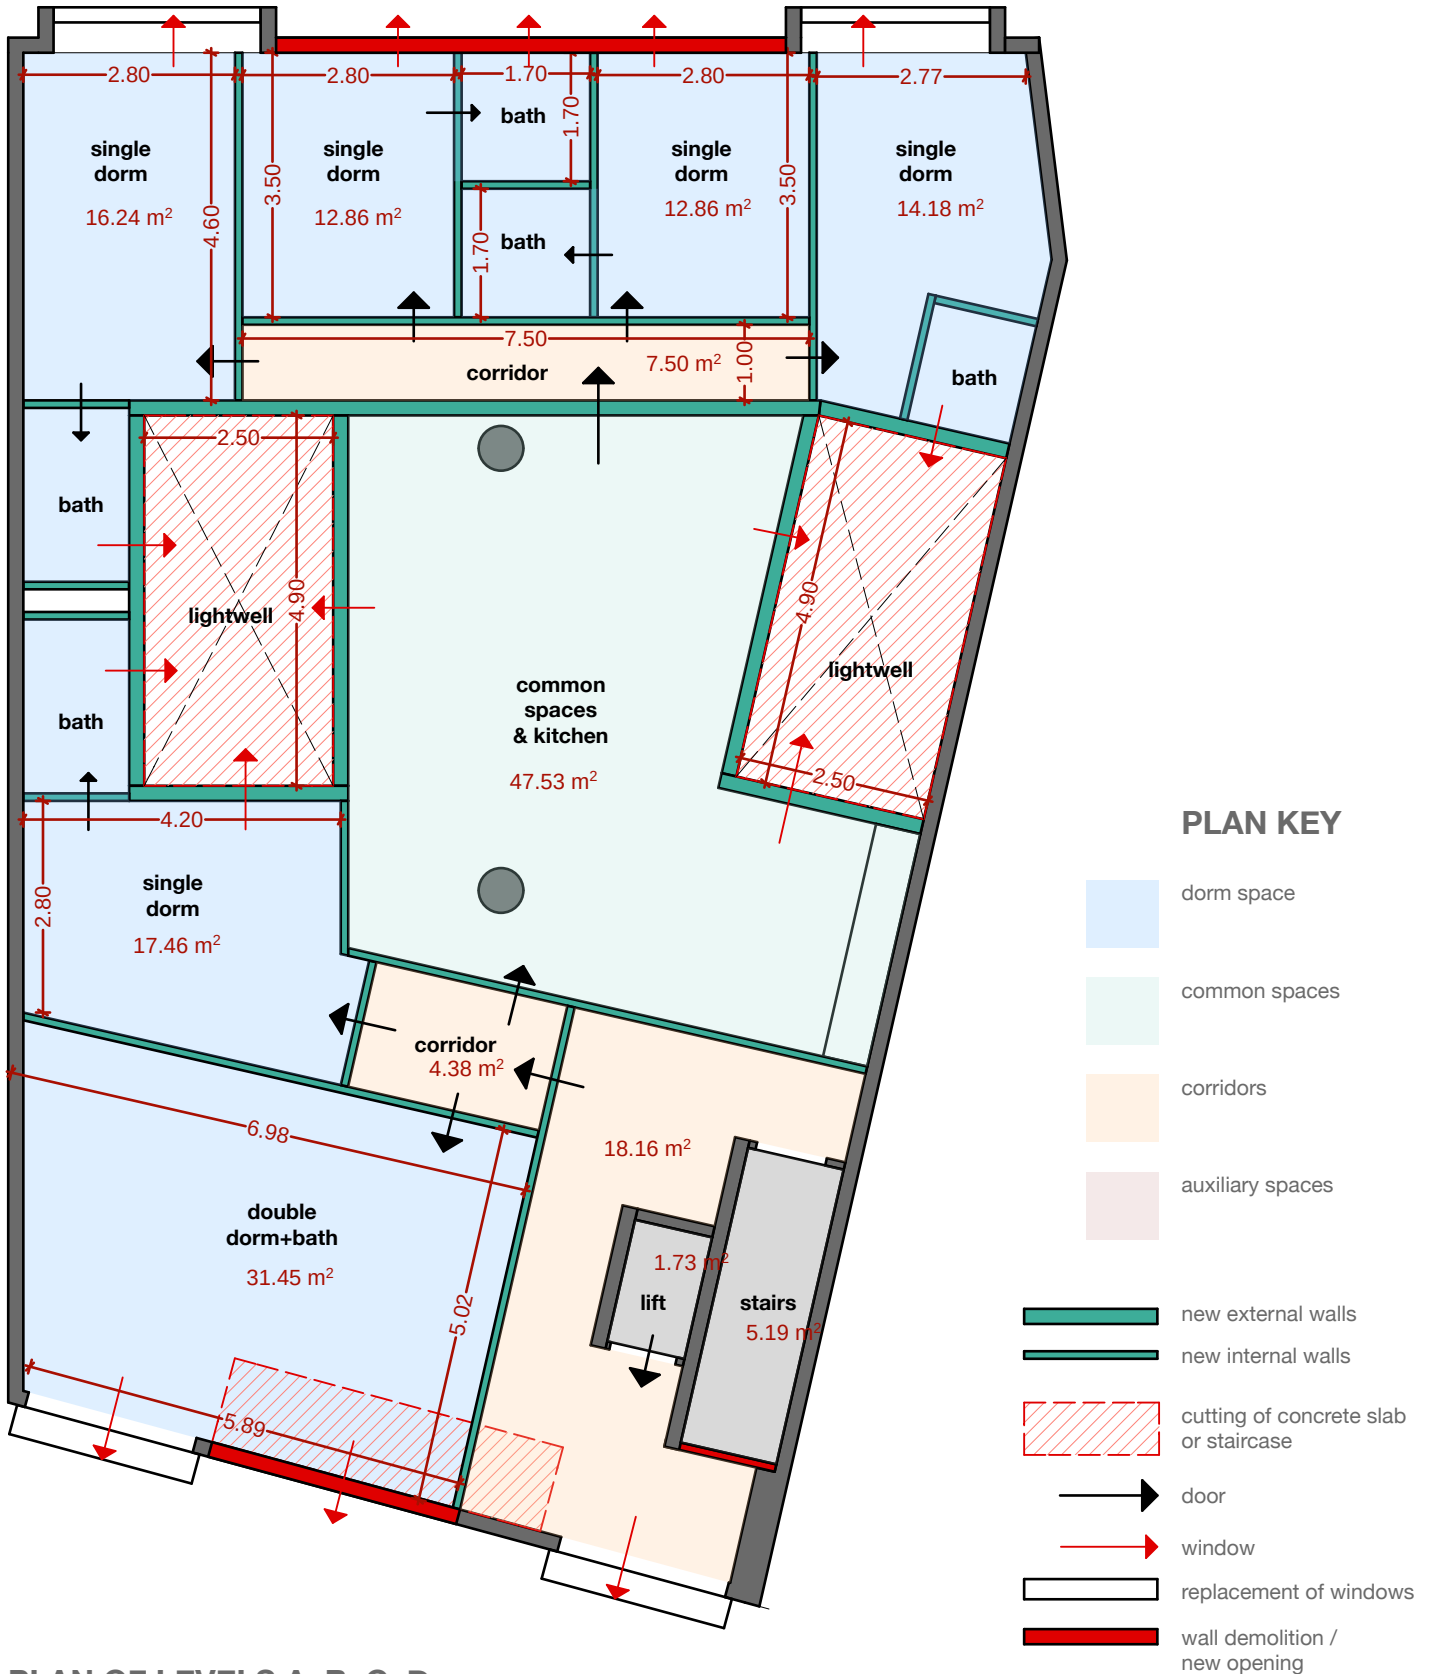 2.80
2.80
1.70
2.80
2.77
bath
1.70
single
dorm
16.24 m²
single
dorm
12.86 m²
single
dorm
12.86 m²
single
dorm
14.18 m²
3.50
3.50
4.60
1.70
bath
7.50
corridor
7.50 m²
1.00
bath
2.50
bath
4.90
lightwell
4.90
lightwell
2.50
common
spaces
& kitchen
47.53 m²
bath
4.20
2.80
single
dorm
17.46 m²
corridor
4.38 m²
6.98
18.16 m²
double
dorm+bath
31.45 m²
5.02
5.89
1.73 m²
lift
stairs
5.19 m²
PLAN KEY
dorm space
common spaces
corridors
auxiliary spaces
new external walls
new internal walls
cutting of concrete slab
or staircase
door
window
replacement of windows
wall demolition /
new opening
PLAN OF LEVELS A, B, C, D